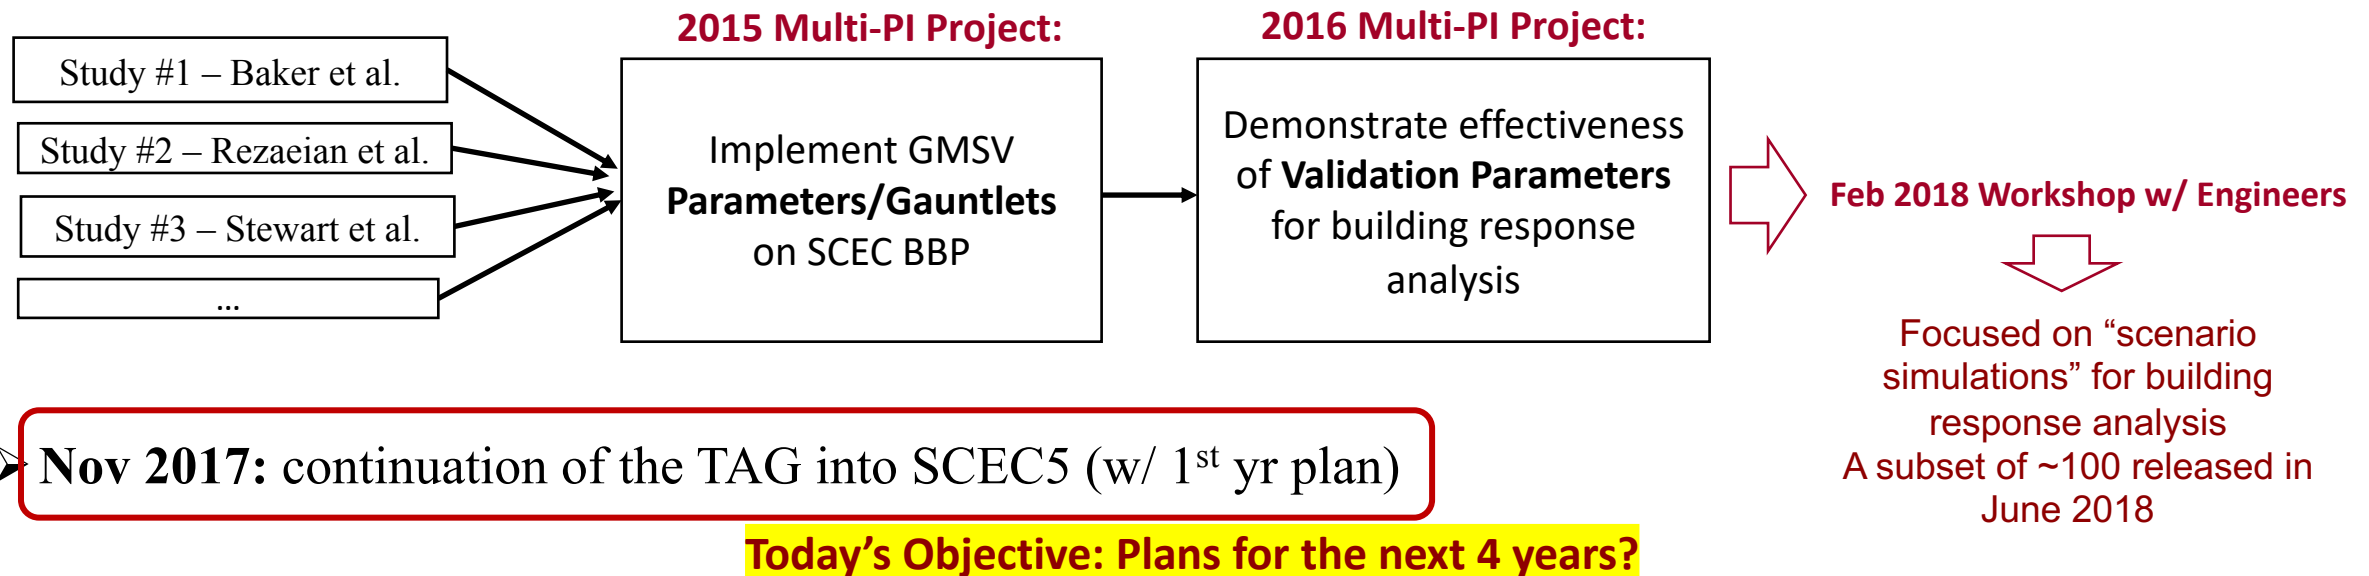 Study #1 – Baker et al.
Study #2 – Rezaeian et al.
Study #3 – Stewart et al.
...
2015 Multi-PI Project:
Implement GMSV
Parameters/Gauntlets
on SCEC BBP
2016 Multi-PI Project:
Demonstrate effectiveness
of Validation Parameters
for building response
analysis
Feb 2018 Workshop w/ Engineers
Focused on “scenario
simulations” for building
response analysis
A subset of ~100 released in
June 2018
➤ Nov 2017: continuation of the TAG into SCEC5 (w/ 1st yr plan)
Today’s Objective: Plans for the next 4 years?